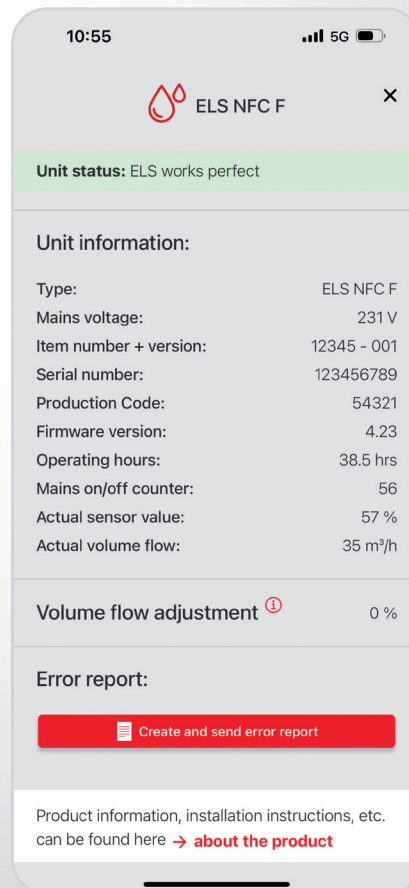 10:55
5G
ELS NFC F
Unit status: ELS works perfect
Unit information:
Type: ELS NFC F
Mains voltage: 231 V
Item number + version: 12345 - 001
Serial number: 123456789
Production Code: 54321
Firmware version: 4.23
Operating hours: 38.5 hrs
Mains on/off counter: 56
Actual sensor value: 57 %
Actual volume flow: 35 m³/h
Volume flow adjustment i 0 %
Error report:
Create and send error report
Product information, installation instructions, etc.
can be found here → about the product